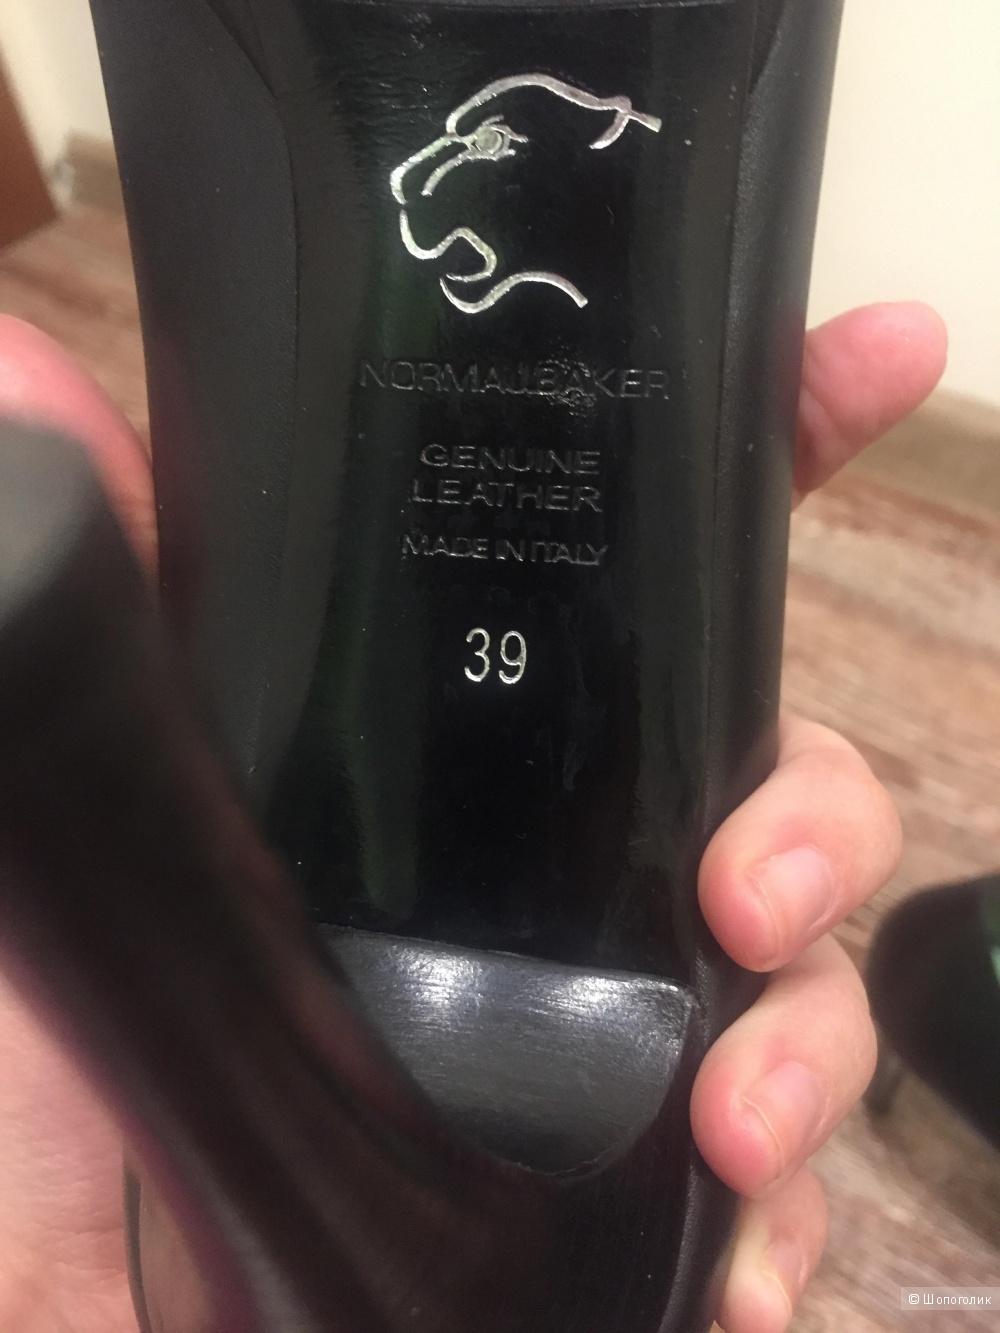 NORMA J.BAKER
GENUINE
LEATHER
MADE IN ITALY
39
© Шопоголик